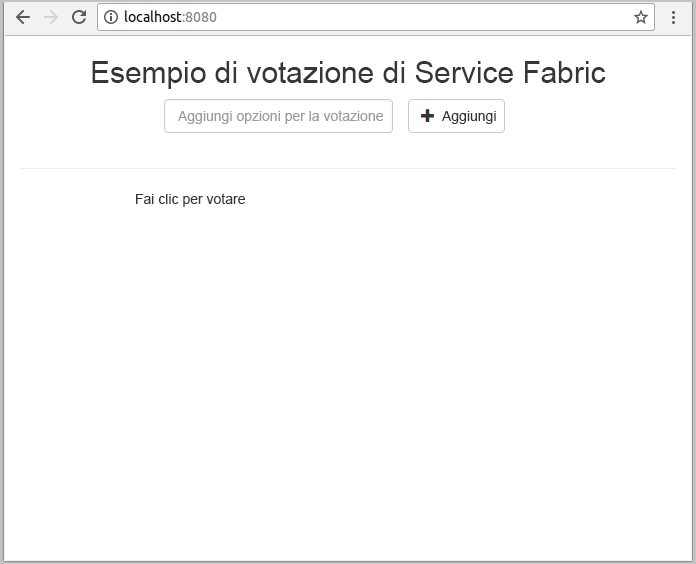 localhost:8080
Esempio di votazione di Service Fabric
Aggiungi opzioni per la votazione
Aggiungi
Fai clic per votare